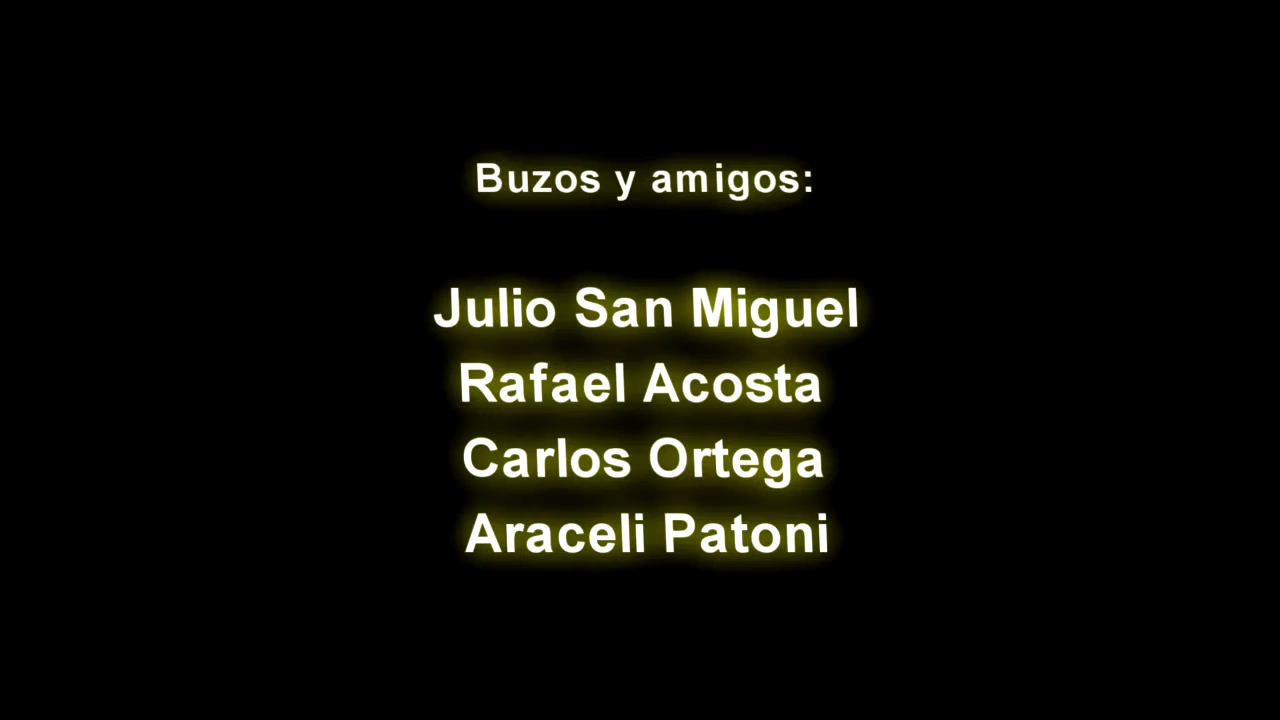 Buzos y amigos:
Julio San Miguel
Rafael Acosta
Carlos Ortega
Araceli Patoni